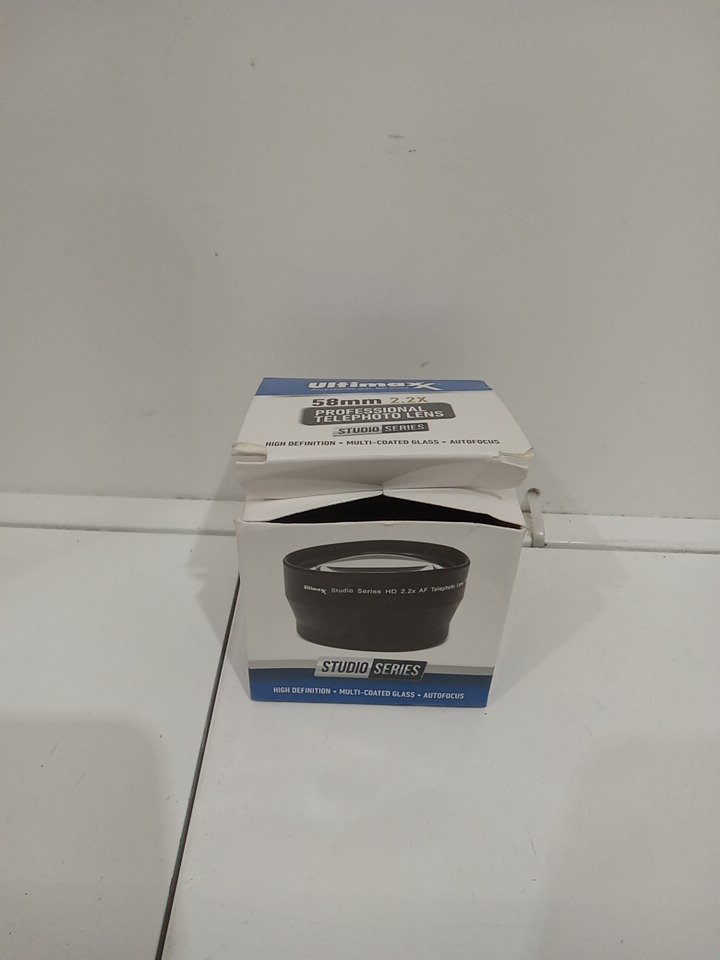 Ultimaxx
58mm 2.2X
PROFESSIONAL
TELEPHOTO LENS
STUDIO SERIES
HIGH DEFINITION - MULTI-COATED GLASS - AUTOFOCUS
Ultimaxx Studio Series HD 2.2x AF Telephoto Lens
STUDIO SERIES
HIGH DEFINITION - MULTI-COATED GLASS - AUTOFOCUS